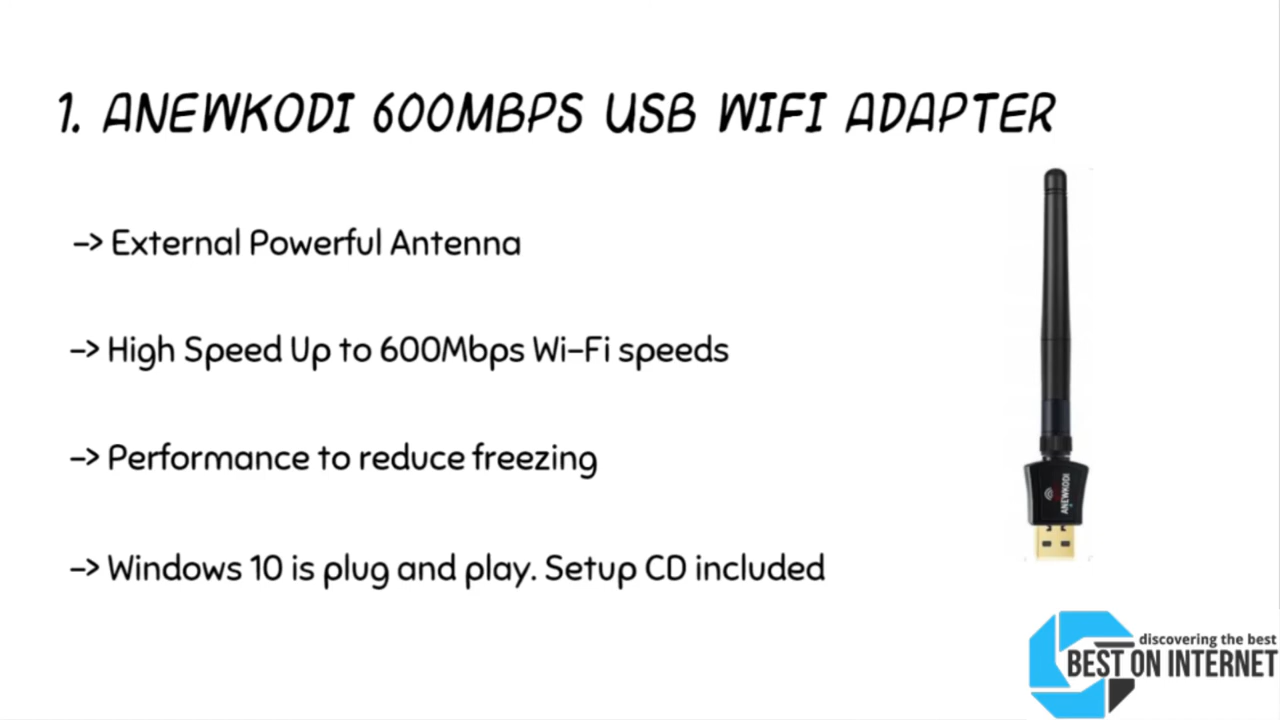 1. ANEWKODI 600MBPS USB WIFI ADAPTER
-> External Powerful Antenna
-> High Speed Up to 600Mbps Wi-Fi speeds
-> Performance to reduce freezing
-> Windows 10 is plug and play. Setup CD included
ANEWKODI
discovering the best
BEST ON INTERNET